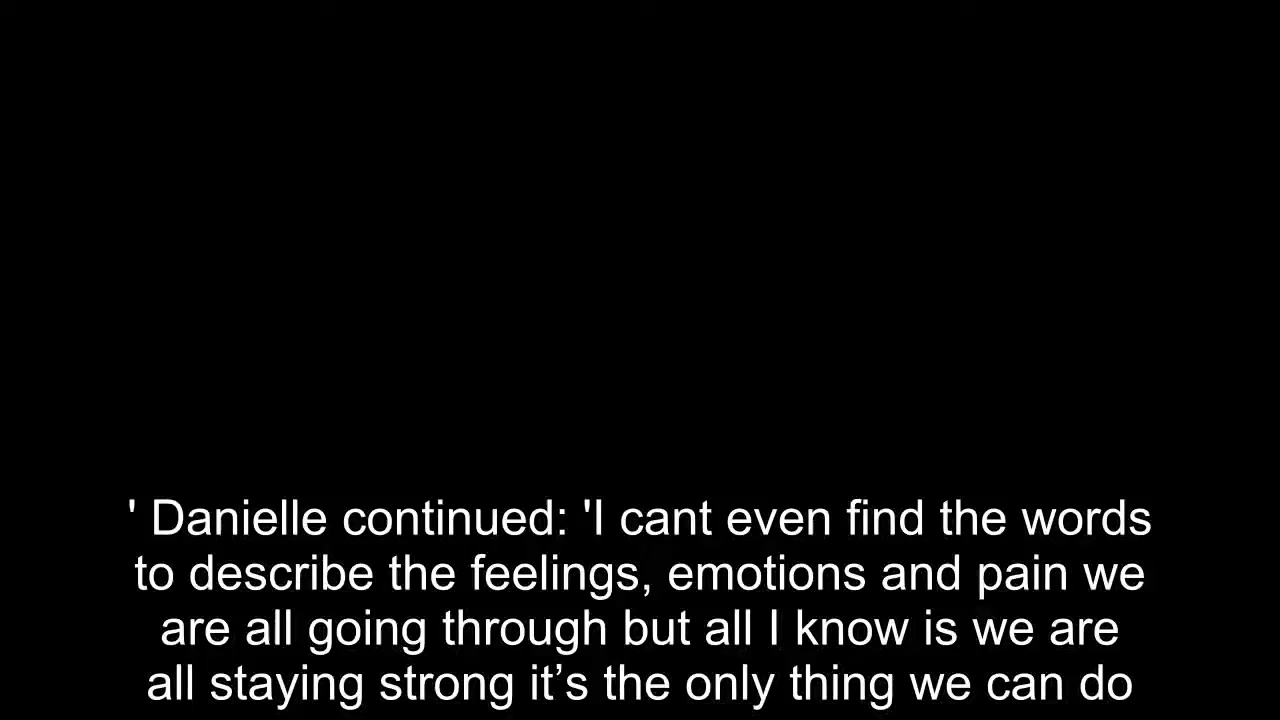 ' Danielle continued: 'I cant even find the words
to describe the feelings, emotions and pain we
are all going through but all I know is we are
all staying strong it’s the only thing we can do